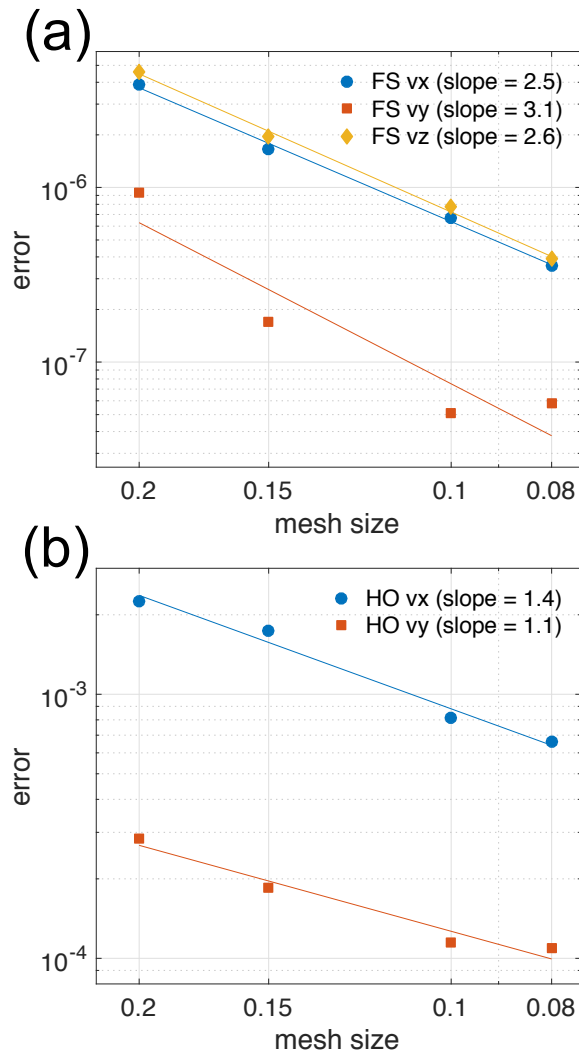 (a)
FS vx (slope = 2.5)
FS vy (slope = 3.1)
FS vz (slope = 2.6)
10^-6
10^-7
error
0.2 0.15 0.1 0.08
mesh size
(b)
HO vx (slope = 1.4)
HO vy (slope = 1.1)
10^-3
10^-4
error
0.2 0.15 0.1 0.08
mesh size